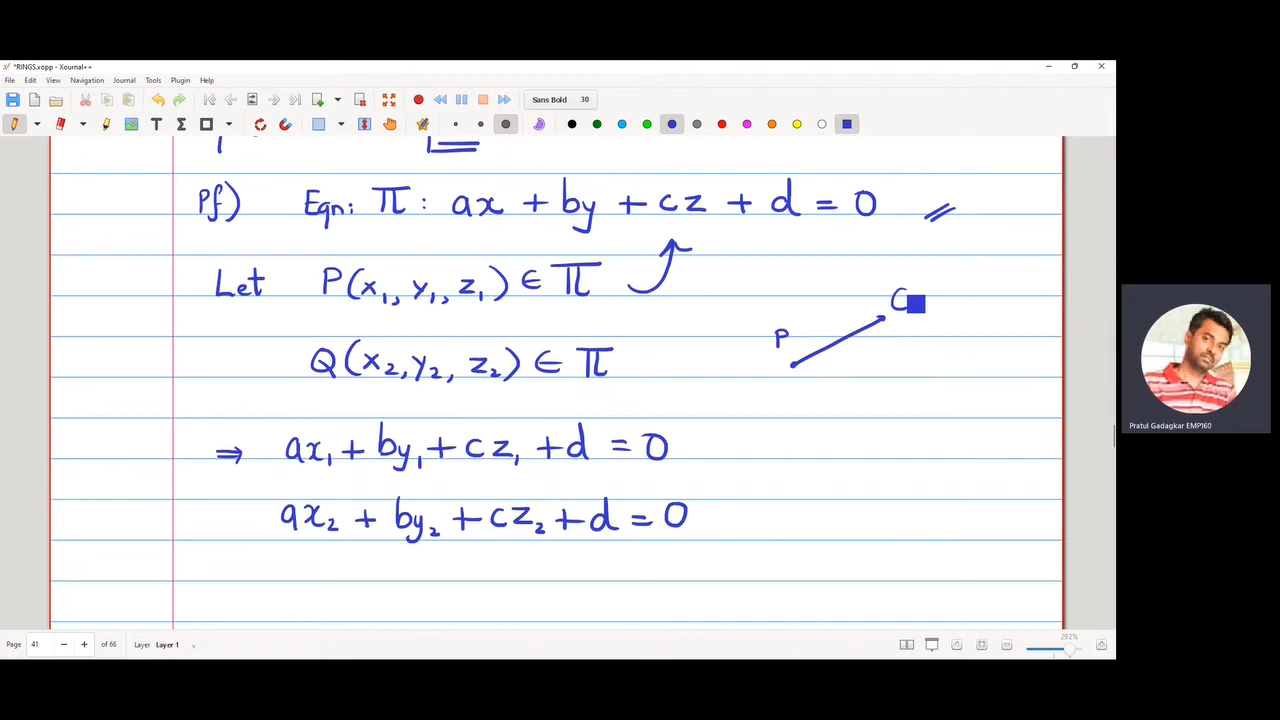 *RINGS.xopp - Xournal++
File Edit View Navigation Journal Tools Plugin Help
Sans Bold 30
Pf) Eqn: π : ax + by + cz + d = 0
Let P(x₁, y₁, z₁) ∈ π
C
P
Q(x₂, y₂, z₂) ∈ π
⇒ ax₁ + by₁ + cz₁ + d = 0
ax₂ + by₂ + cz₂ + d = 0
Pratul Gadagkar EMP160
Page 41 of 66 Layer Layer 1 292%